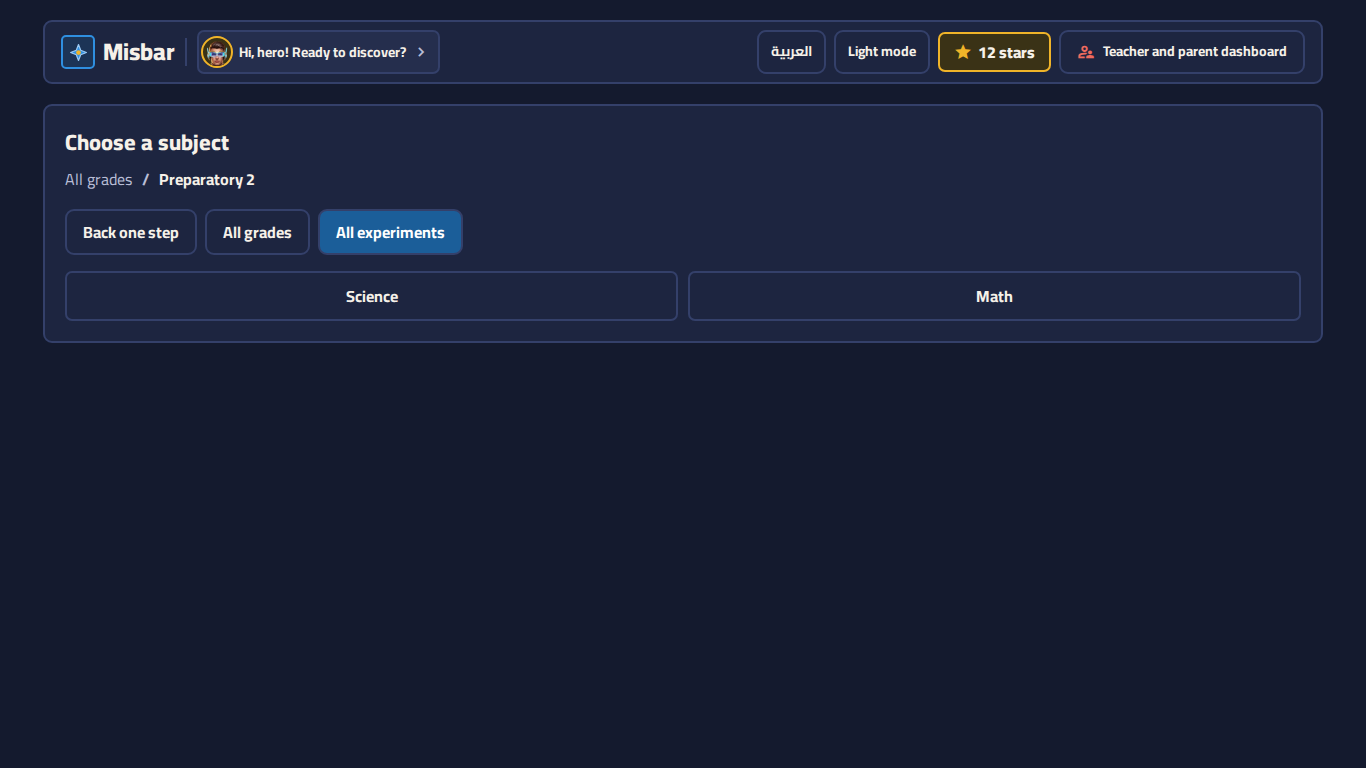 Misbar
Hi, hero! Ready to discover?
العربية
Light mode
12 stars
Teacher and parent dashboard
Choose a subject
All grades / Preparatory 2
Back one step
All grades
All experiments
Science
Math